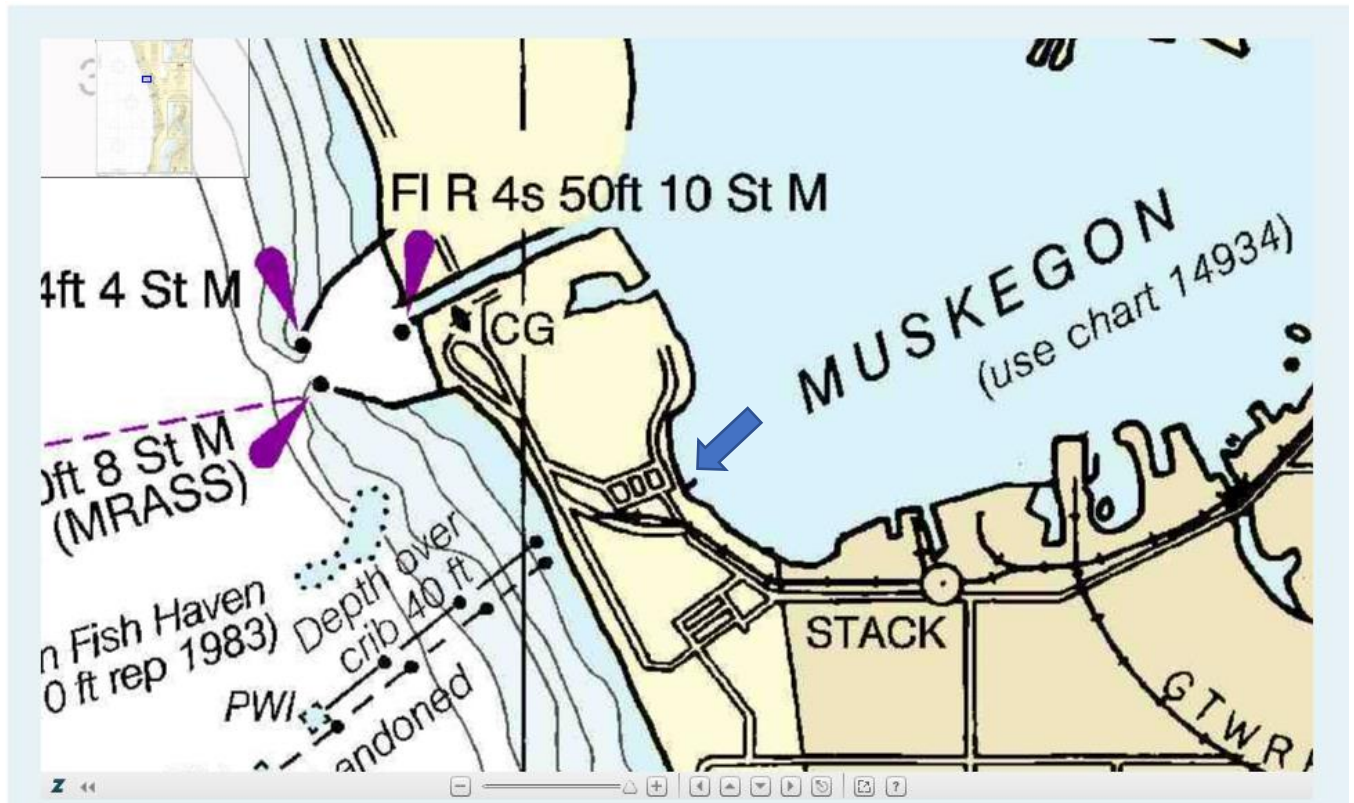 3
Fl R 4s 50ft 10 St M
4ft 4 St M
CG
MUSKEGON
(use chart 14934)
0ft 8 St M
(MRASS)
Depth over
crib 40 ft
n Fish Haven
0 ft rep 1983)
STACK
PWI
andoned
GTWR
Z
?